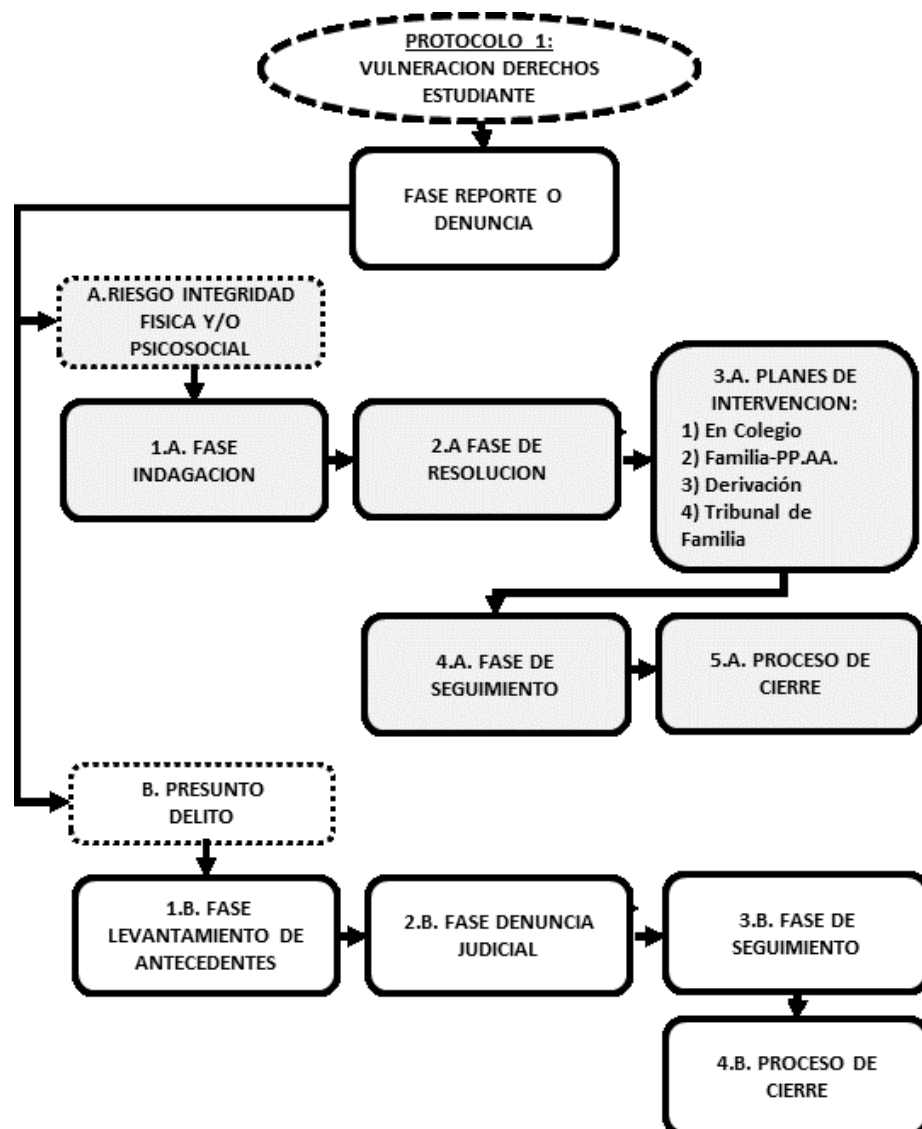 PROTOCOLO 1:
VULNERACION DERECHOS
ESTUDIANTE
FASE REPORTE O
DENUNCIA
A.RIESGO INTEGRIDAD
FISICA Y/O
PSICOSOCIAL
1.A. FASE
INDAGACION
2.A FASE DE
RESOLUCION
3.A. PLANES DE
INTERVENCION:
1) En Colegio
2) Familia-PP.AA.
3) Derivación
4) Tribunal de
Familia
4.A. FASE DE
SEGUIMIENTO
5.A. PROCESO DE
CIERRE
B. PRESUNTO
DELITO
1.B. FASE
LEVANTAMIENTO DE
ANTECEDENTES
2.B. FASE DENUNCIA
JUDICIAL
3.B. FASE DE
SEGUIMIENTO
4.B. PROCESO DE
CIERRE